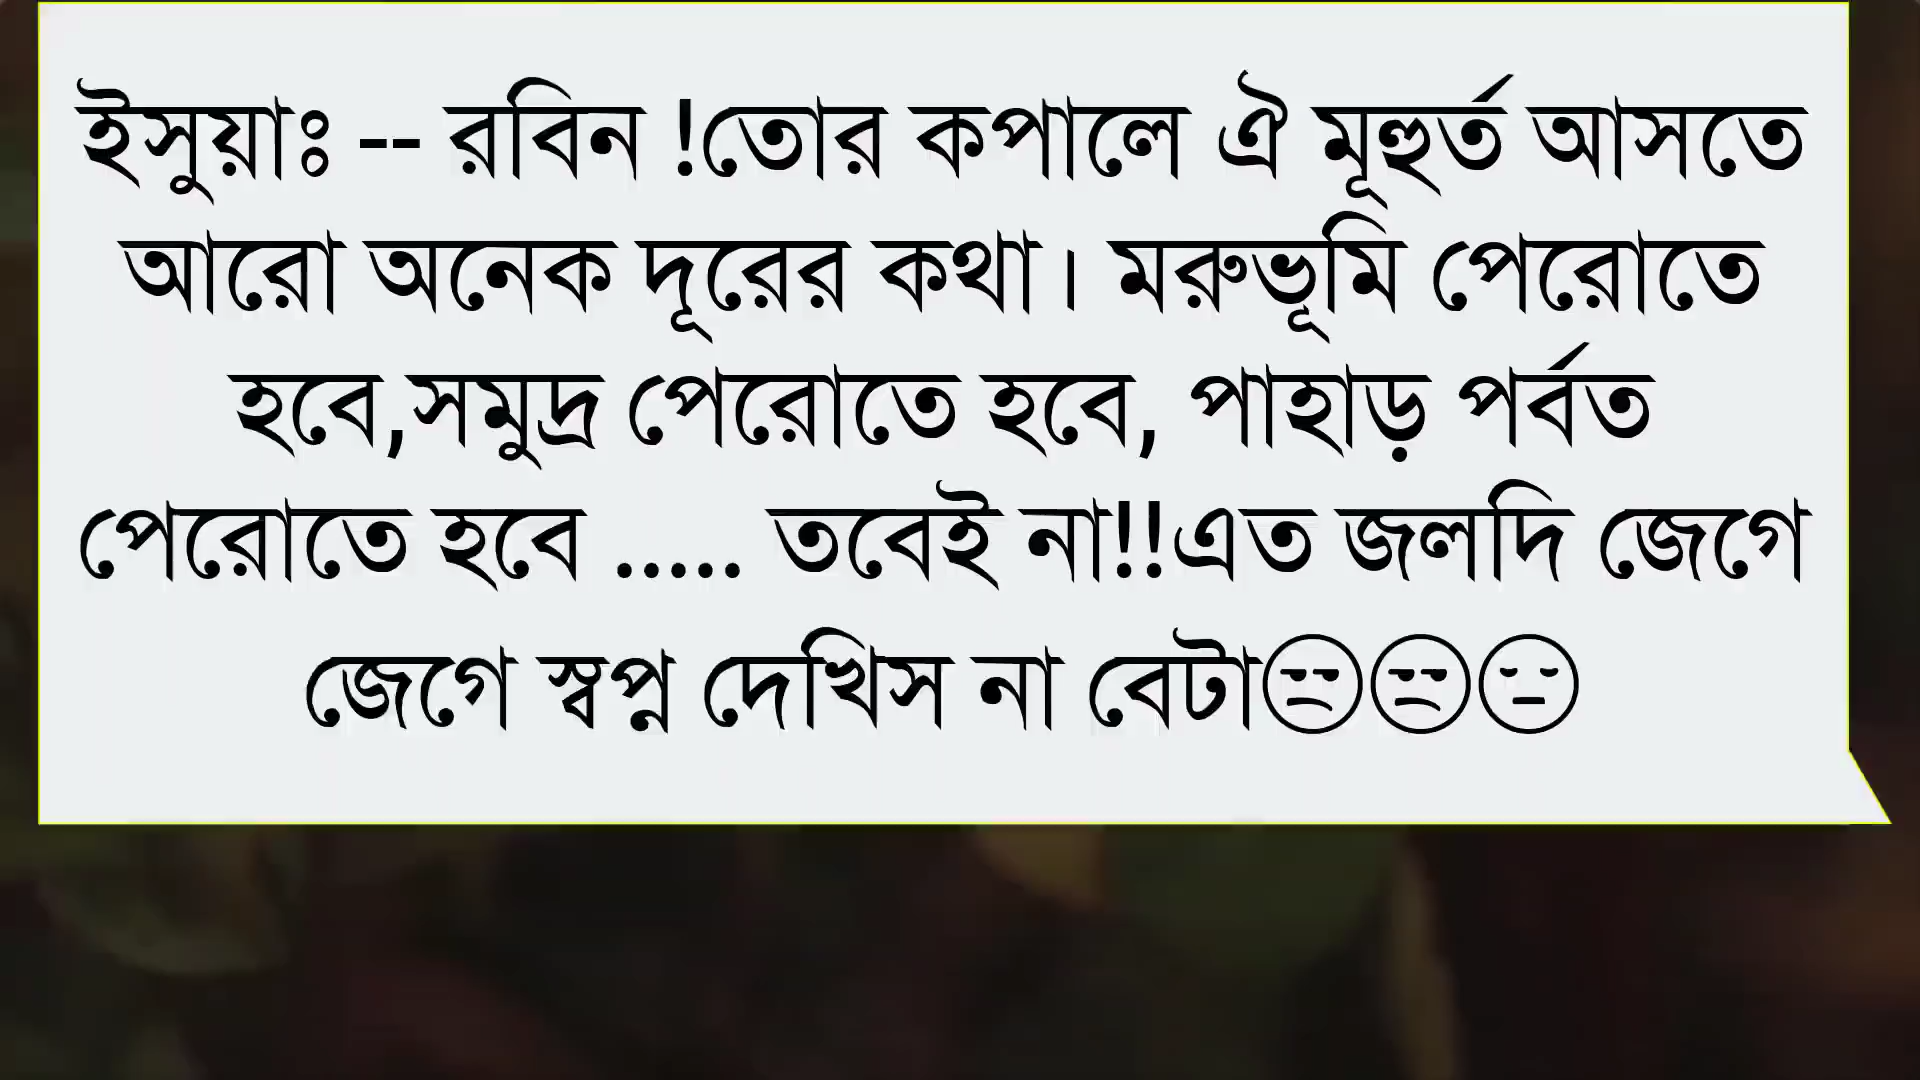 ইসুয়াঃ -- রবিন !তোর কপালে ঐ মূহুর্ত আসতে
আরো অনেক দূরের কথা। মরুভূমি পেরোতে
হবে,সমুদ্র পেরোতে হবে, পাহাড় পর্বত
পেরোতে হবে ..... তবেই না!!এত জলদি জেগে
জেগে স্বপ্ন দেখিস না বেটা😒😒😔